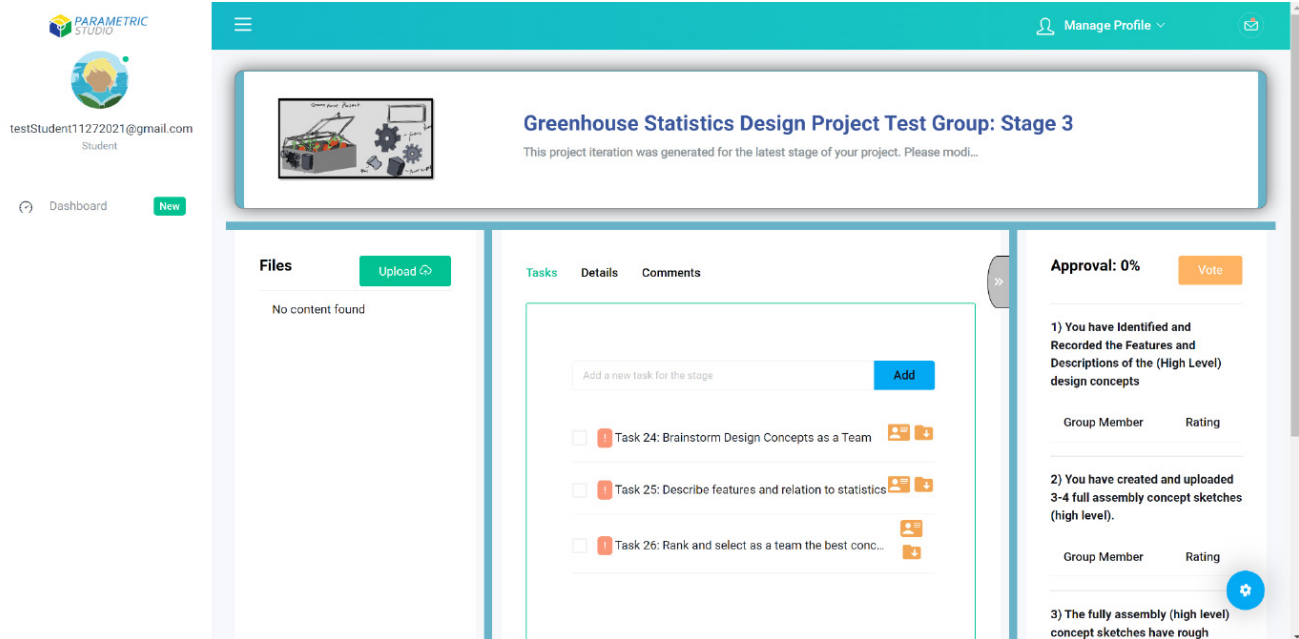 PARAMETRIC
STUDIO
Manage Profile
testStudent11272021@gmail.com
Student
Dashboard
New
Greenhouse Statistics Design Project Test Group: Stage 3
This project iteration was generated for the latest stage of your project. Please modi...
Files
Upload
No content found
Tasks
Details
Comments
Add a new task for the stage
Add
! Task 24: Brainstorm Design Concepts as a Team
! Task 25: Describe features and relation to statistics
! Task 26: Rank and select as a team the best conc...
Approval: 0%
Vote
1) You have Identified and
Recorded the Features and
Descriptions of the (High Level)
design concepts
Group Member Rating
2) You have created and uploaded
3-4 full assembly concept sketches
(high level).
Group Member Rating
3) The fully assembly (high level)
concept sketches have rough